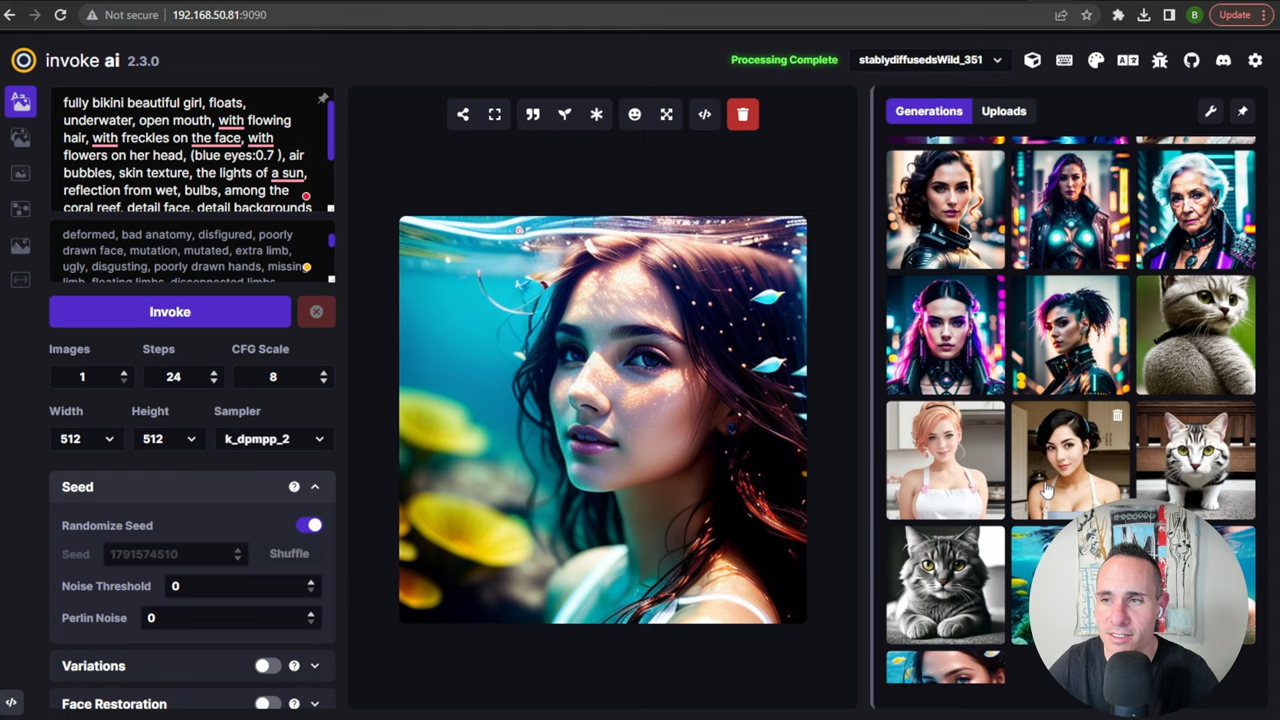 Not secure
192.168.50.81:9090
B
Update
invoke ai 2.3.0
Processing Complete
stablydiffusedsWild_351
fully bikini beautiful girl, floats,
underwater, open mouth, with flowing
hair, with freckles on the face, with
flowers on her head, (blue eyes:0.7 ), air
bubbles, skin texture, the lights of a sun,
reflection from wet, bulbs, among the
coral reef, detail face, detail backgrounds
deformed, bad anatomy, disfigured, poorly
drawn face, mutation, mutated, extra limb,
ugly, disgusting, poorly drawn hands, missing
limb, floating limbs, disconnected limbs,
Invoke
Images
Steps
CFG Scale
1
24
8
Width
Height
Sampler
512
512
k_dpmpp_2
Seed
Randomize Seed
Seed
1791574510
Shuffle
Noise Threshold
0
Perlin Noise
0
Variations
Face Restoration
Generations
Uploads